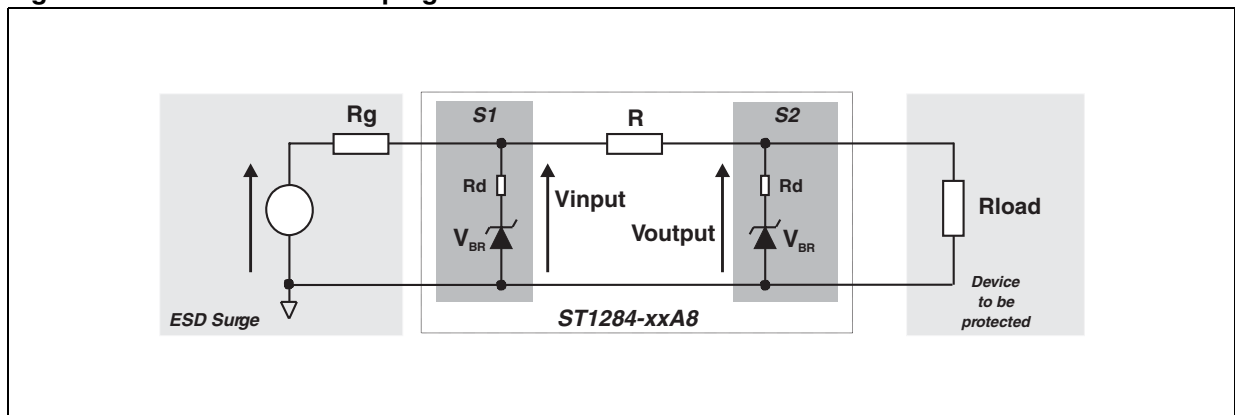 Rg
S1
R
S2
Rd
Vinput
VBR
Rd
Voutput
VBR
Rload
ESD Surge
ST1284-xxA8
Device
to be
protected